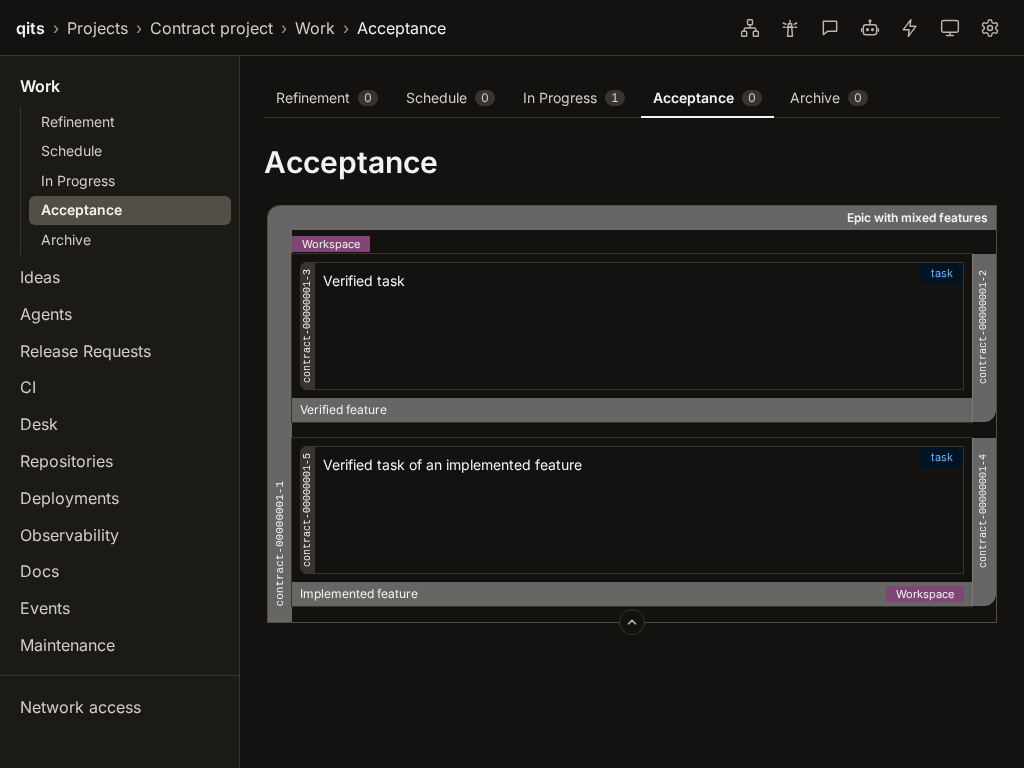 qits › Projects › Contract project › Work › Acceptance
Work
Refinement
Schedule
In Progress
Acceptance
Archive
Ideas
Agents
Release Requests
CI
Desk
Repositories
Deployments
Observability
Docs
Events
Maintenance
Network access
Refinement 0
Schedule 0
In Progress 1
Acceptance 0
Archive 0
Acceptance
Epic with mixed features
contract-00000001-1
Workspace
contract-00000001-3
Verified task
task
contract-00000001-2
Verified feature
contract-00000001-5
Verified task of an implemented feature
task
contract-00000001-4
Implemented feature
Workspace